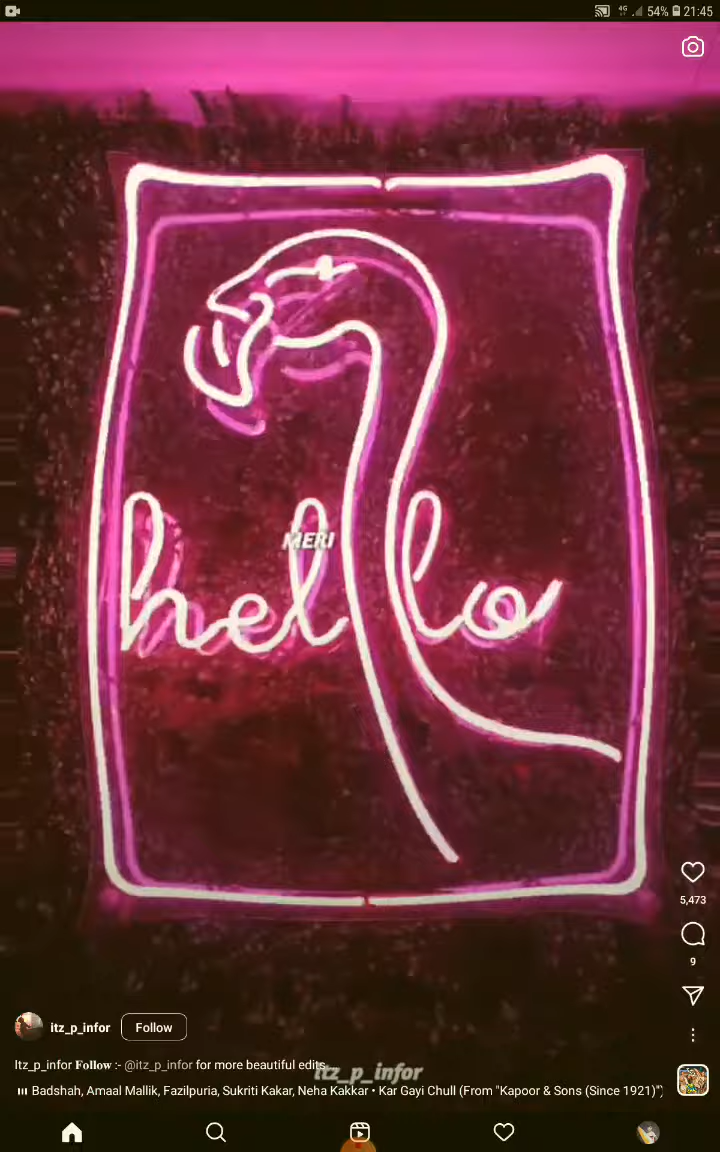 4G 54% 21:45
hello
MERI
5,473
9
itz_p_infor Follow
Itz_p_infor Follow :- @itz_p_infor for more beautiful edits.
itz_p_infor
Badshah, Amaal Mallik, Fazilpuria, Sukriti Kakar, Neha Kakkar • Kar Gayi Chull (From "Kapoor & Sons (Since 1921)")